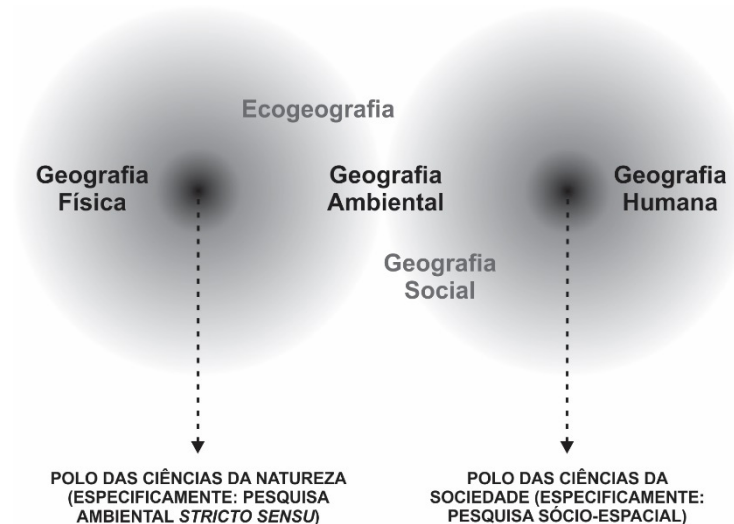 Ecogeografia
Geografia
Física
Geografia
Ambiental
Geografia
Humana
Geografia
Social
POLO DAS CIÊNCIAS DA NATUREZA
(ESPECIFICAMENTE: PESQUISA
AMBIENTAL STRICTO SENSU)
POLO DAS CIÊNCIAS DA
SOCIEDADE (ESPECIFICAMENTE:
PESQUISA SÓCIO-ESPACIAL)